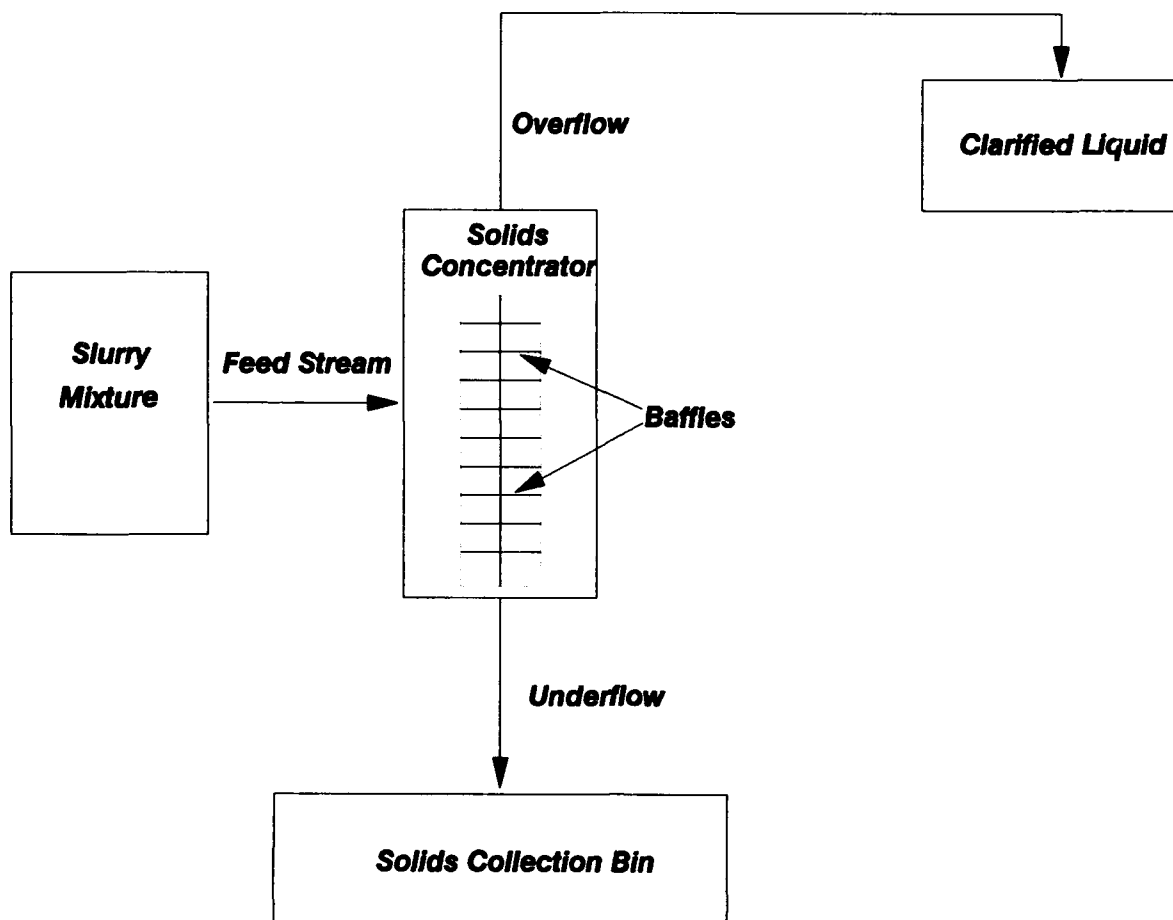 Overflow
Clarified Liquid
Solids
Concentrator
Slurry
Mixture
Feed Stream
Baffles
Underflow
Solids Collection Bin